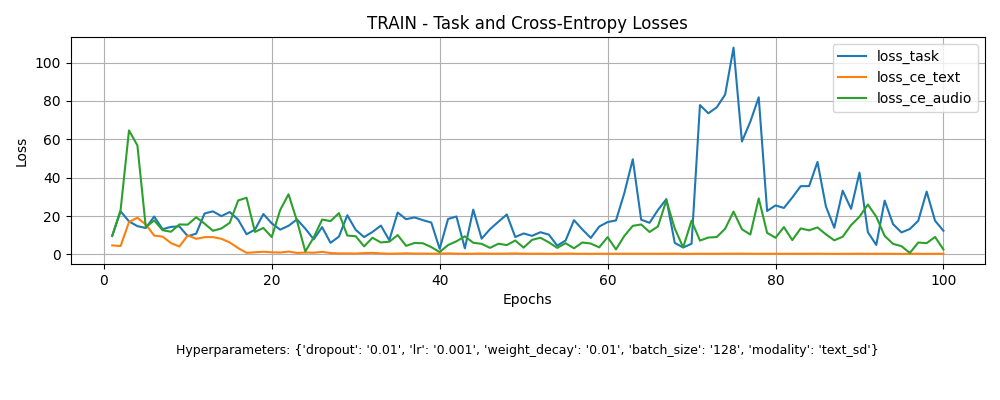 TRAIN - Task and Cross-Entropy Losses
loss_task
loss_ce_text
loss_ce_audio
Loss
100
80
60
40
20
0
0 20 40 60 80 100
Epochs
Hyperparameters: {'dropout': '0.01', 'lr': '0.001', 'weight_decay': '0.01', 'batch_size': '128', 'modality': 'text_sd'}